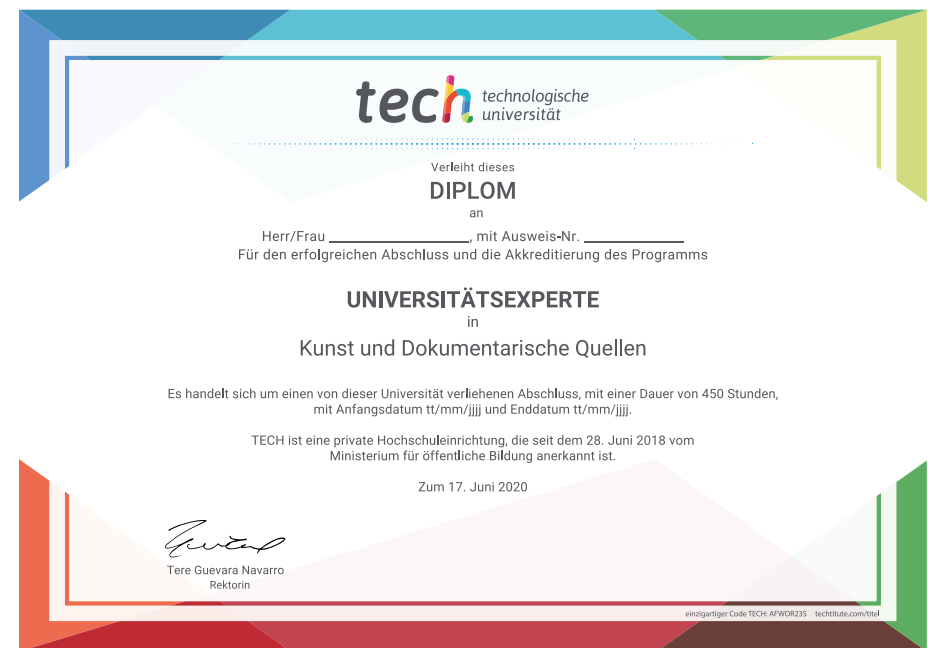 tech technologische
universität
Verleiht dieses
DIPLOM
an
Herr/Frau ____________, mit Ausweis-Nr. ____________
Für den erfolgreichen Abschluss und die Akkreditierung des Programms
UNIVERSITÄTSEXPERTE
in
Kunst und Dokumentarische Quellen
Es handelt sich um einen von dieser Universität verliehenen Abschluss, mit einer Dauer von 450 Stunden,
mit Anfangsdatum tt/mm/jjjj und Enddatum tt/mm/jjjj.
TECH ist eine private Hochschuleinrichtung, die seit dem 28. Juni 2018 vom
Ministerium für öffentliche Bildung anerkannt ist.
Zum 17. Juni 2020
Tere Guevara Navarro
Rektorin
einzigartiger Code TECH: AFWOR23S techtitute.com/titel